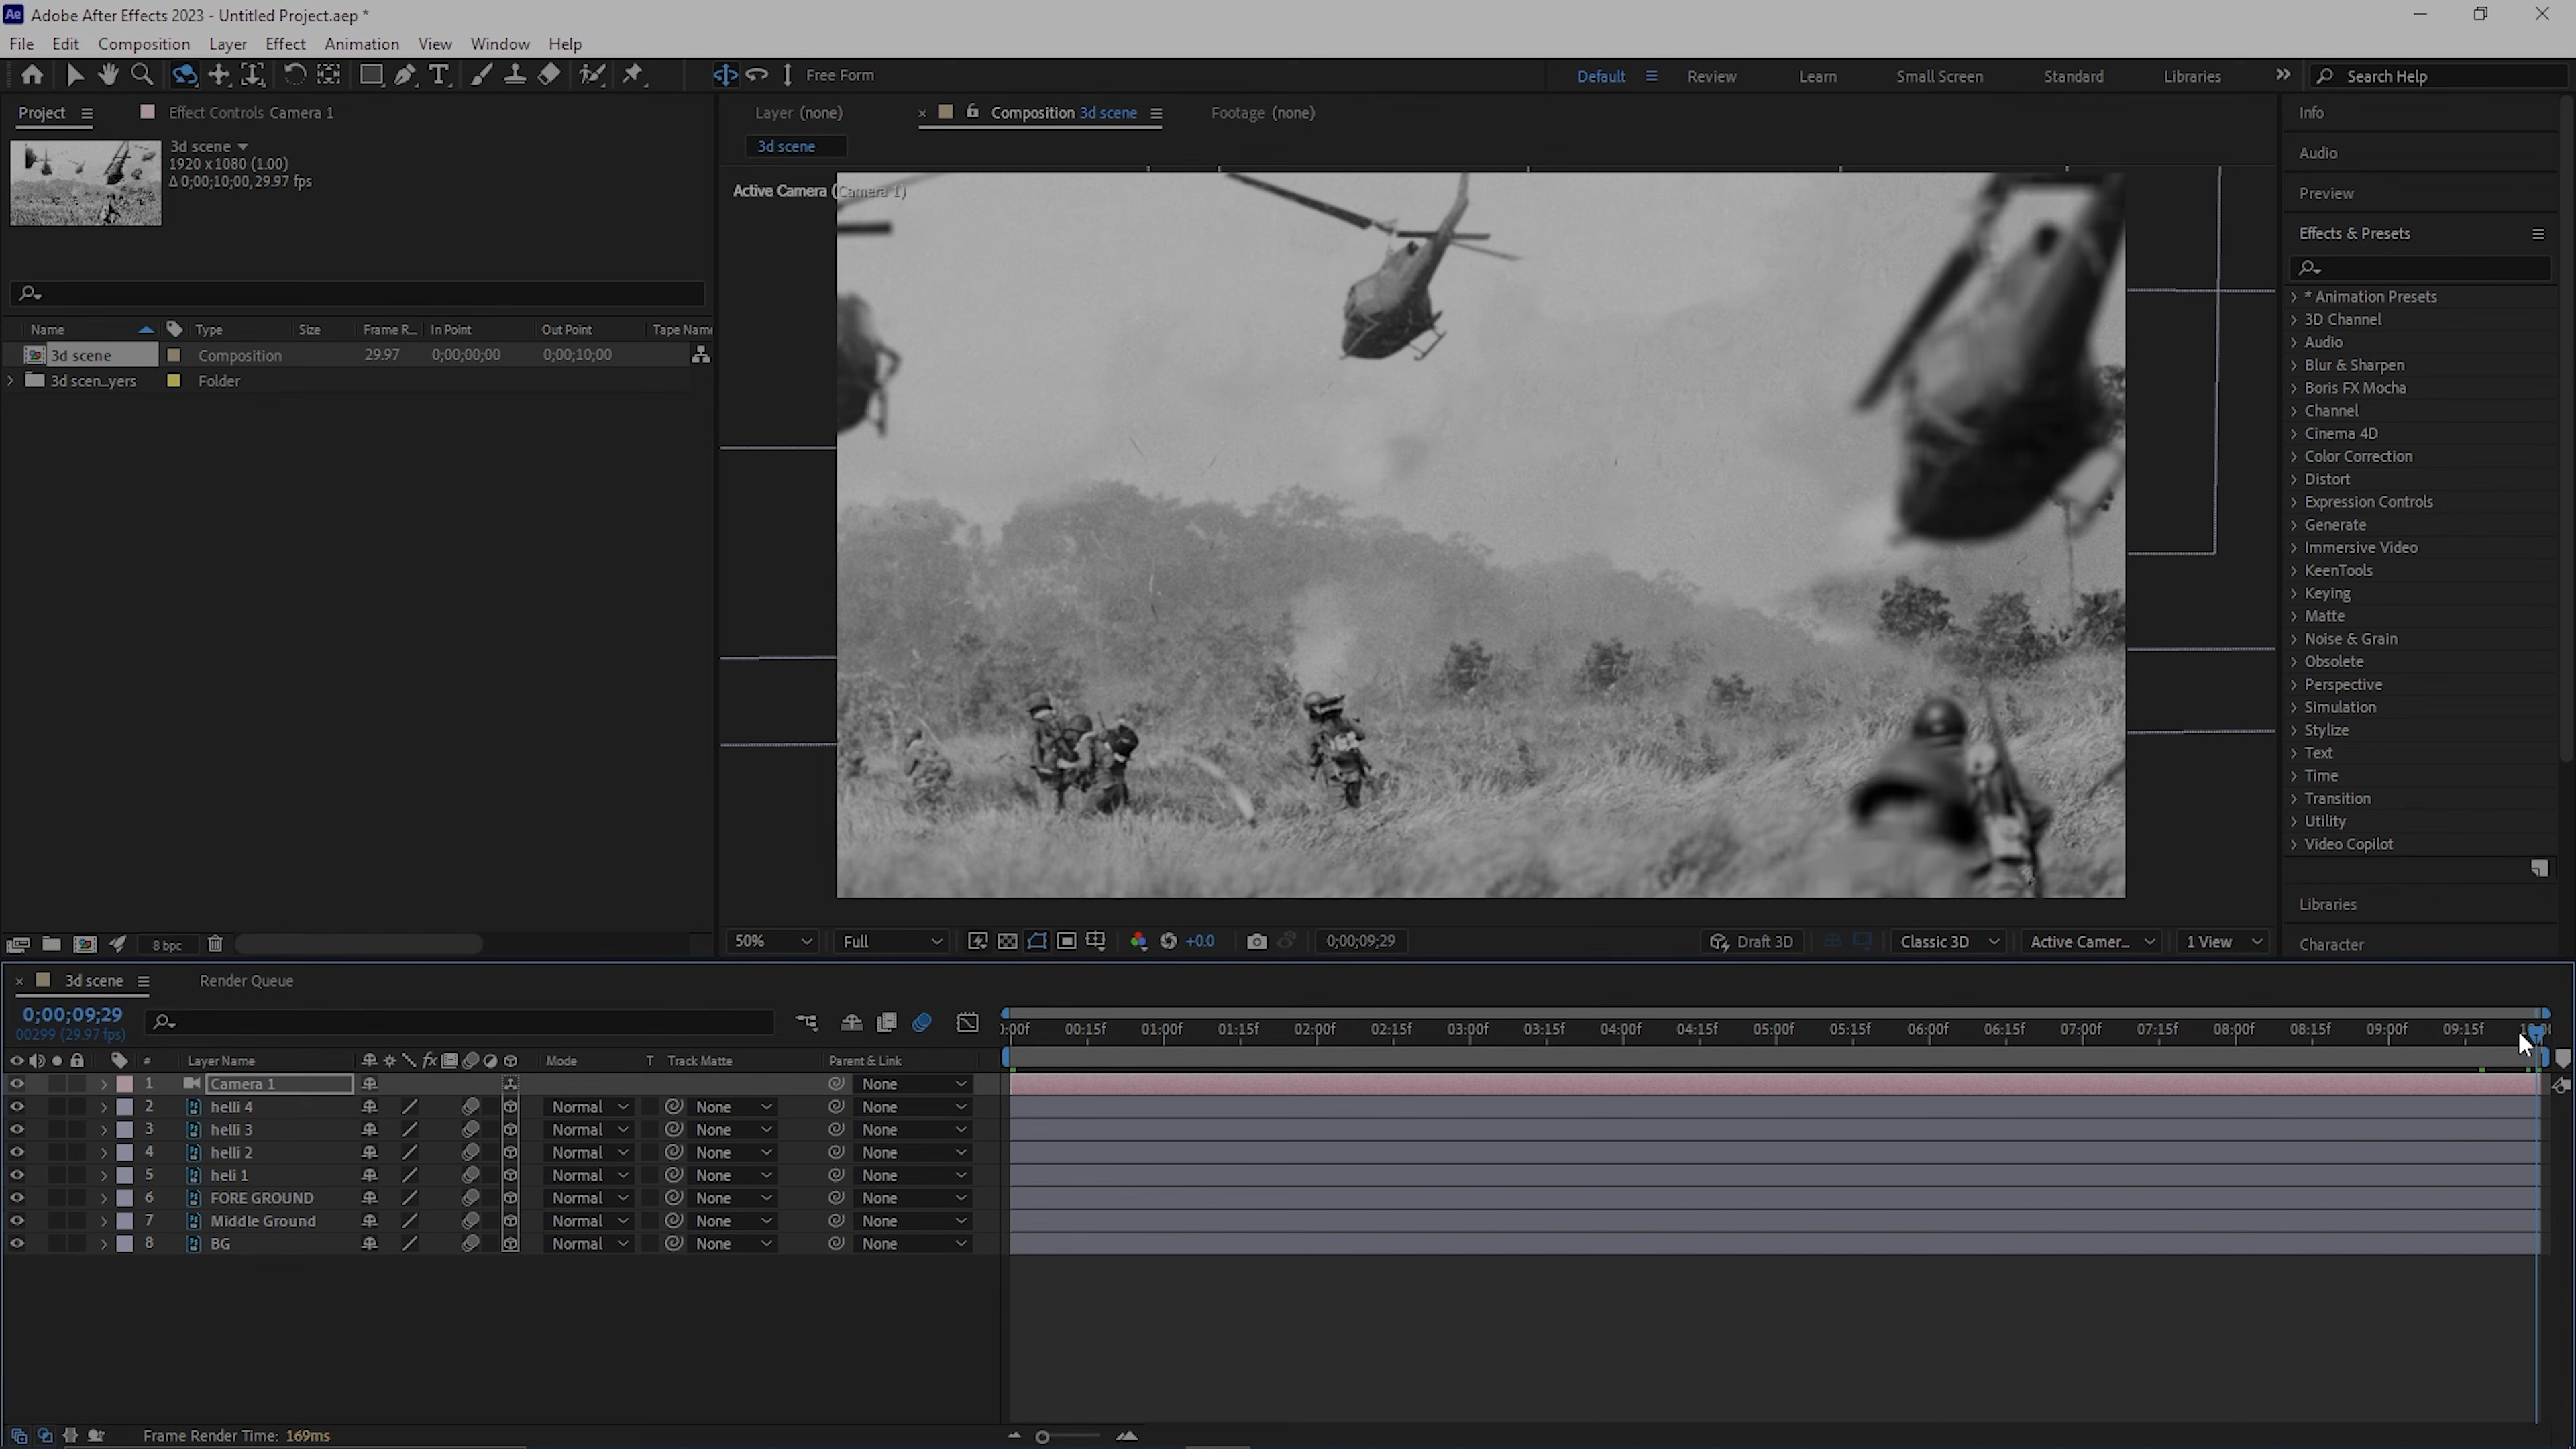 Adobe After Effects 2023 - Untitled Project.aep *
File Edit Composition Layer Effect Animation View Window Help
Free Form Default Review Learn Small Screen Standard Libraries Search Help
Project Effect Controls Camera 1
3d scene
1920 x 1080 (1.00)
Δ 0;00;10;00, 29.97 fps
Name Type Size Frame R... In Point Out Point Tape Name
3d scene Composition 29.97 0;00;00;00 0;00;10;00
3d scen_yers Folder
8 bpc
Layer (none) Composition 3d scene Footage (none)
3d scene
Active Camera (Camera 1)
50% Full +0.0 0;00;09;29 Draft 3D Classic 3D Active Camer... 1 View
Info
Audio
Preview
Effects & Presets
* Animation Presets
3D Channel
Audio
Blur & Sharpen
Boris FX Mocha
Channel
Cinema 4D
Color Correction
Distort
Expression Controls
Generate
Immersive Video
KeenTools
Keying
Matte
Noise & Grain
Obsolete
Perspective
Simulation
Stylize
Text
Time
Transition
Utility
Video Copilot
Libraries
Character
3d scene Render Queue
0;00;09;29
00299 (29.97 fps)
):00f 00:15f 01:00f 01:15f 02:00f 02:15f 03:00f 03:15f 04:00f 04:15f 05:00f 05:15f 06:00f 06:15f 07:00f 07:15f 08:00f 08:15f 09:00f 09:15f
# Layer Name fx Mode T Track Matte Parent & Link
1 Camera 1 None
2 helli 4 Normal None None
3 helli 3 Normal None None
4 helli 2 Normal None None
5 heli 1 Normal None None
6 FORE GROUND Normal None None
7 Middle Ground Normal None None
8 BG Normal None None
Frame Render Time: 169ms